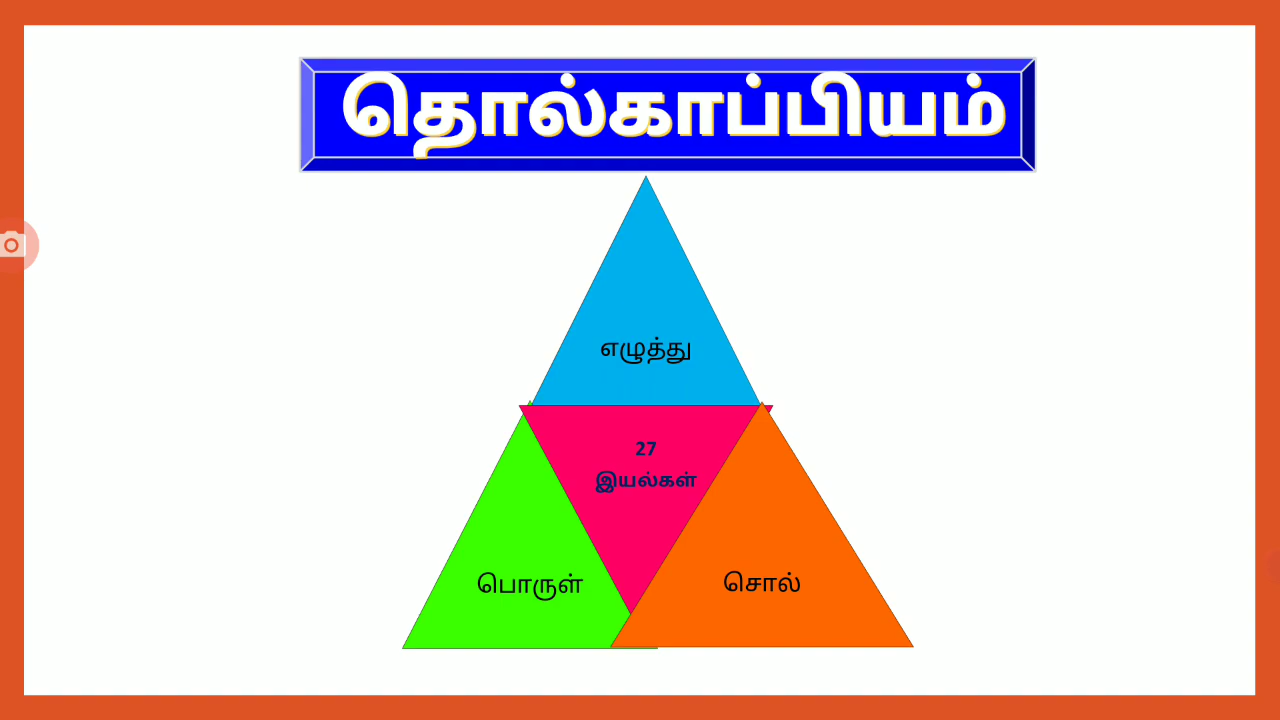 தொல்காப்பியம்
எழுத்து
27
இயல்கள்
பொருள்
சொல்